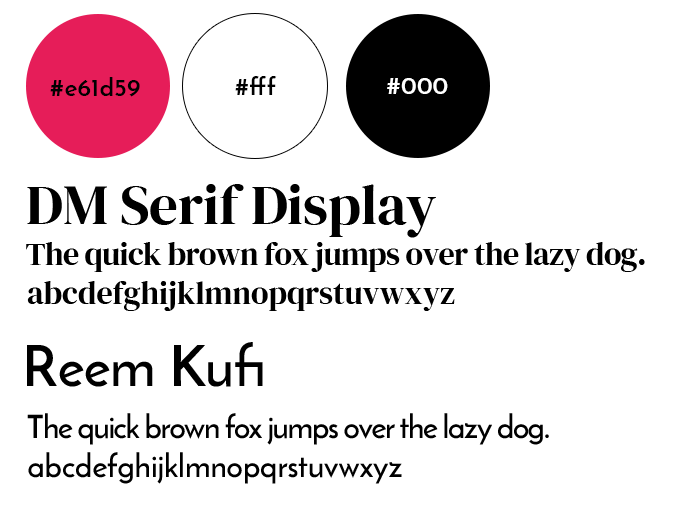 #e61d59
#fff
#000
DM Serif Display
The quick brown fox jumps over the lazy dog.
abcdefghijklmnopqrstuvwxyz
Reem Kufi
The quick brown fox jumps over the lazy dog.
abcdefghijklmnopqrstuvwxyz